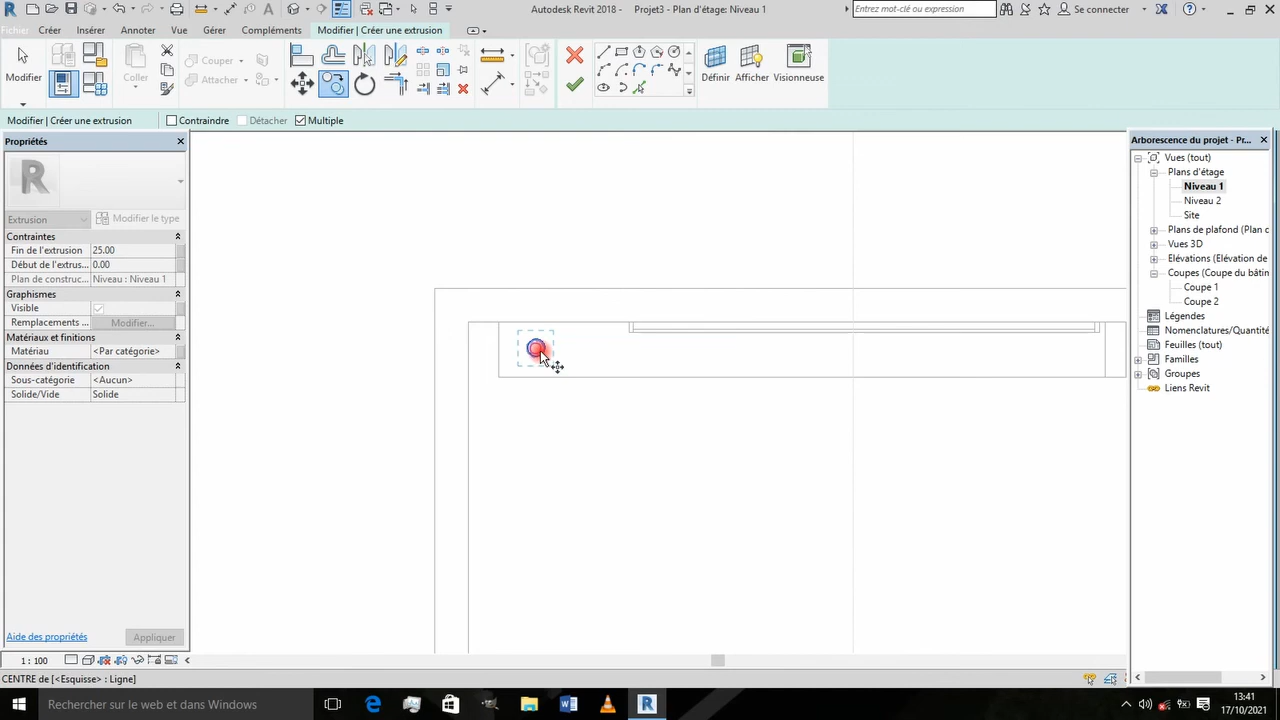 Autodesk Revit 2018 - Projet3 - Plan d'étage: Niveau 1
Entrez mot-clé ou expression
Se connecter
Fichier Créer Insérer Annoter Vue Gérer Compléments Modifier | Créer une extrusion
Modifier
Coller
Couper
Attacher
Définir
Afficher
Visionneuse
Modifier | Créer une extrusion
Contraindre
Détacher
Multiple
Propriétés
Extrusion
Modifier le type
Contraintes
Fin de l'extrusion 25.00
Début de l'extrus... 0.00
Plan de construc... Niveau : Niveau 1
Graphismes
Visible
Remplacements ... Modifier...
Matériaux et finitions
Matériau <Par catégorie>
Données d'identification
Sous-catégorie <Aucun>
Solide/Vide Solide
Aide des propriétés
Appliquer
Arborescence du projet - Pr...
Vues (tout)
Plans d'étage
Niveau 1
Niveau 2
Site
Plans de plafond (Plan c
Vues 3D
Elévations (Elévation de
Coupes (Coupe du bâtin
Coupe 1
Coupe 2
Légendes
Nomenclatures/Quantité
Feuilles (tout)
Familles
Groupes
Liens Revit
1 : 100
CENTRE de [<Esquisse> : Ligne]
Rechercher sur le web et dans Windows
13:41
17/10/2021